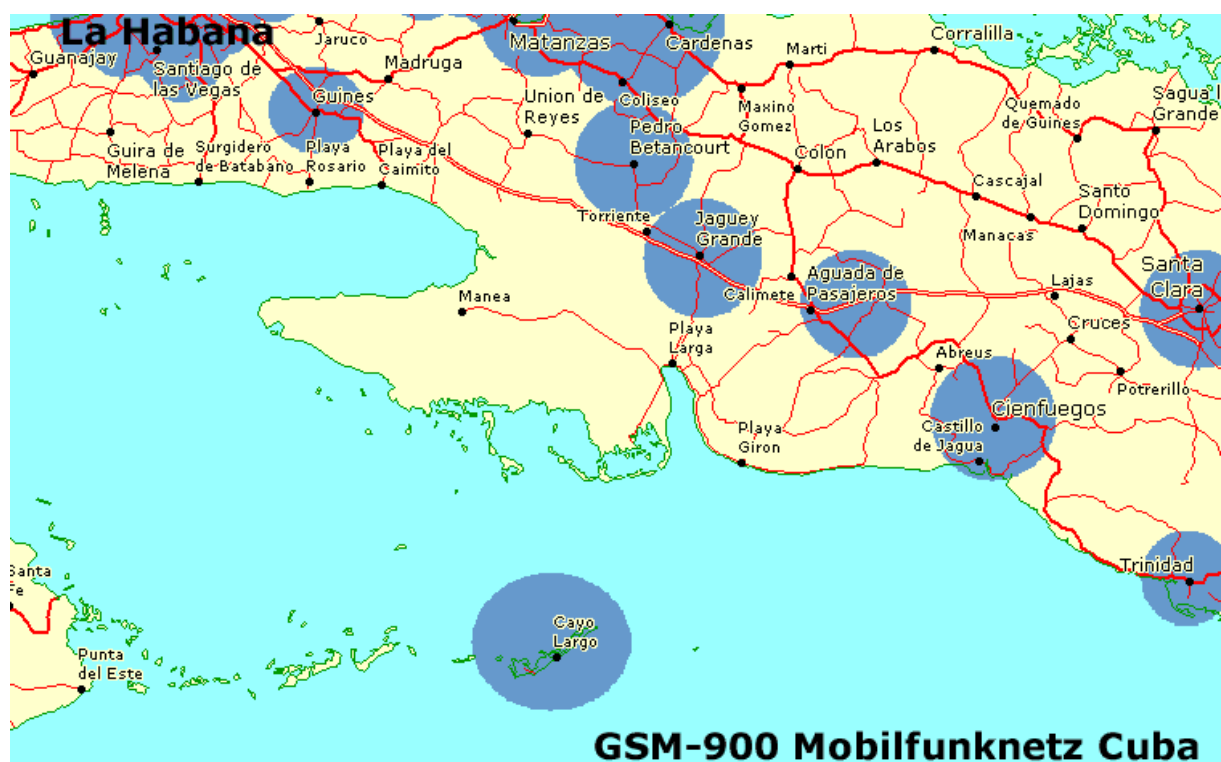 La Habana
Guanajay
Santiago de
las Vegas
Jaruco
Madruga
Guines
Matanzas
Cardenas
Coliseo
Marti
Corralilla
Maxino
Gomez
Union de
Reyes
Pedro
Betancourt
Quemado
de Guines
Sagua l
Grande
Guira de
Melena
Surgidero
de Batabano
Playa
Rosario
Playa del
Caimito
Los
Arabos
Colon
Cascajal
Santo
Domingo
Manacas
Torriente
Jaguey
Grande
Manea
Calimete
Aguada de
Pasajeros
Lajas
Santa
Clara
Cruces
Playa
Larga
Abreus
Potrerillo
Cienfuegos
Castillo
de Jagua
Playa
Giron
Trinidad
Santa
Fe
Punta
del Este
Cayo
Largo
GSM-900 Mobilfunknetz Cuba